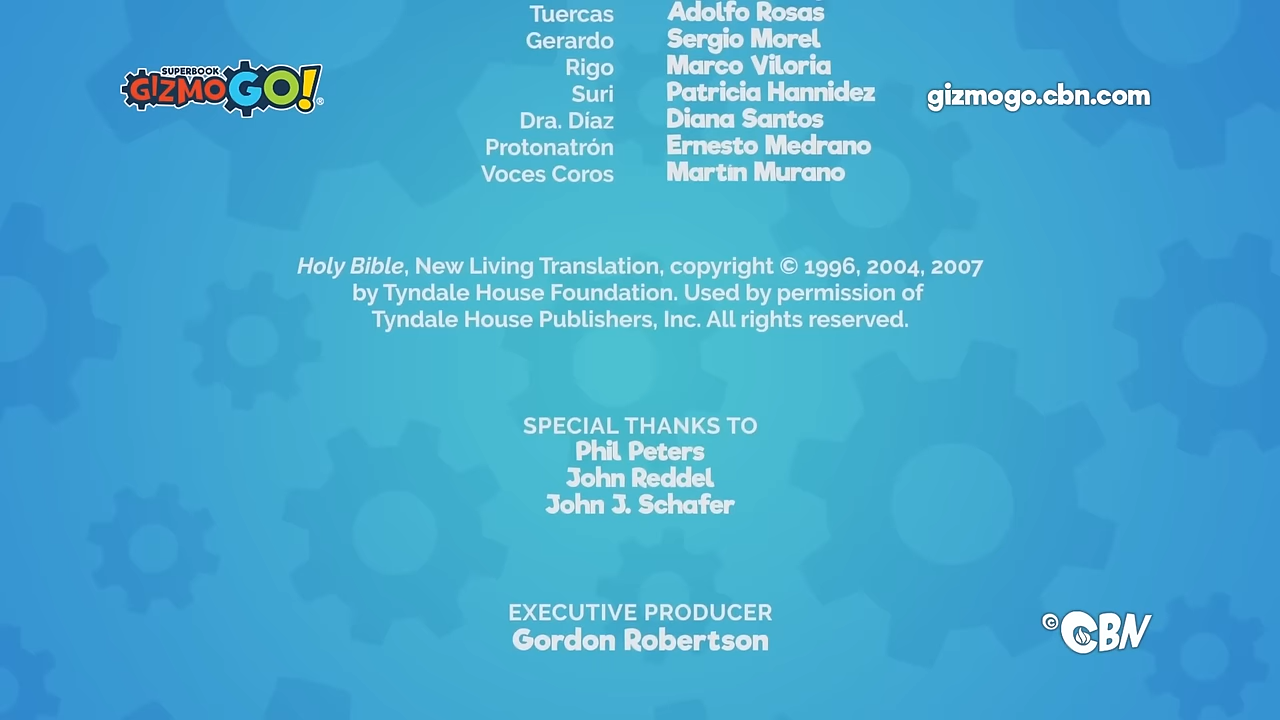 Tuercas Adolfo Rosas
Gerardo Sergio Morel
Rigo Marco Viloria
Suri Patricia Hannidez
Dra. Díaz Diana Santos
Protonatrón Ernesto Medrano
Voces Coros Martín Murano
SUPERBOOK
GIZMO GO! ®
gizmogo.cbn.com
Holy Bible, New Living Translation, copyright © 1996, 2004, 2007
by Tyndale House Foundation. Used by permission of
Tyndale House Publishers, Inc. All rights reserved.
SPECIAL THANKS TO
Phil Peters
John Reddel
John J. Schafer
EXECUTIVE PRODUCER
Gordon Robertson
© CBN